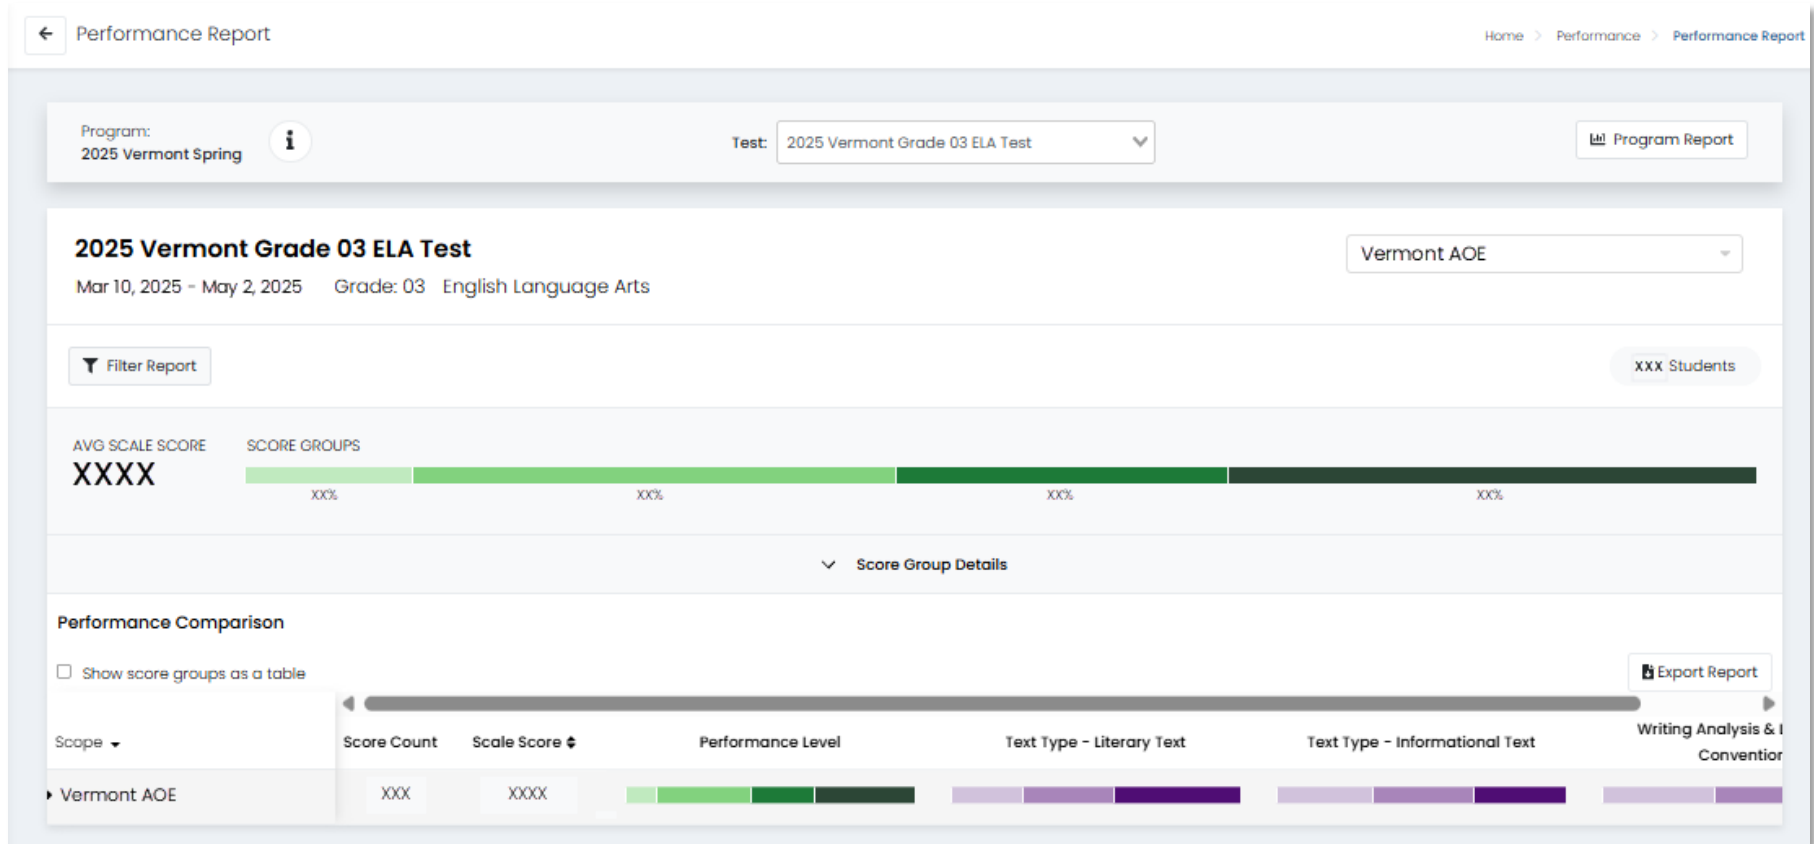 Performance Report
Home > Performance > Performance Report
Program:
2025 Vermont Spring
i
Test: 2025 Vermont Grade 03 ELA Test
Program Report
2025 Vermont Grade 03 ELA Test
Vermont AOE
Mar 10, 2025 - May 2, 2025 Grade: 03 English Language Arts
Filter Report
XXX Students
AVG SCALE SCORE SCORE GROUPS
XXXX
XX% XX% XX% XX%
Score Group Details
Performance Comparison
Show score groups as a table
Export Report
Scope Score Count Scale Score Performance Level Text Type - Literary Text Text Type - Informational Text
Writing Analysis & L
Convention
Vermont AOE XXX XXXX